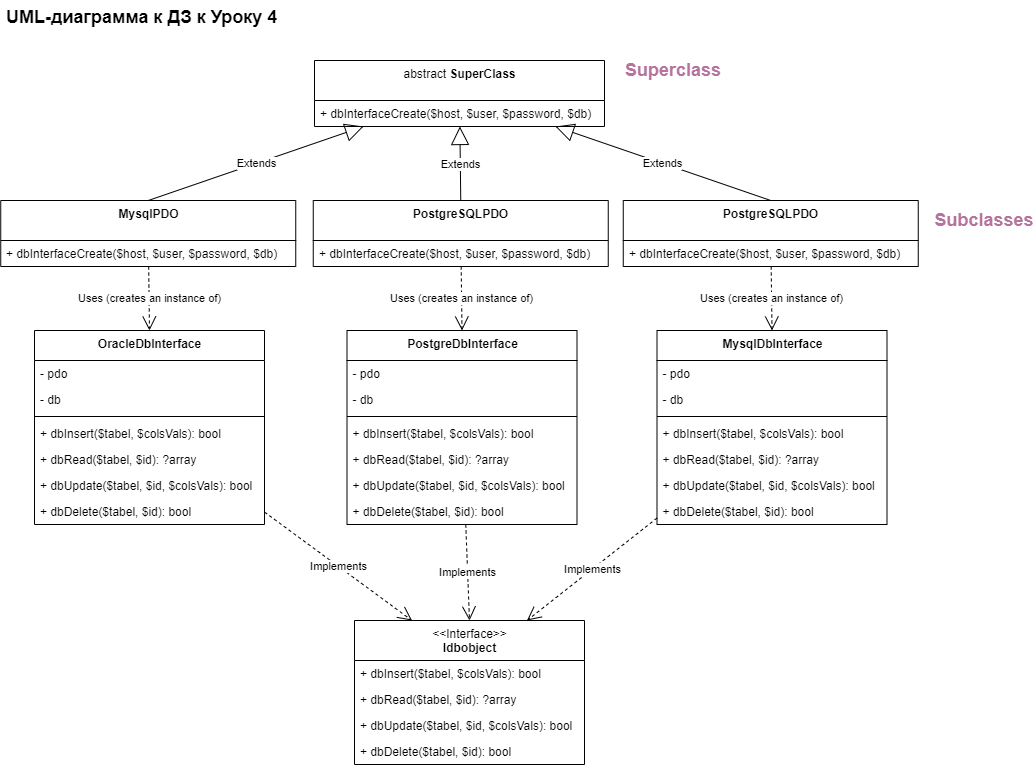 UML-диаграмма к ДЗ к Уроку 4
abstract SuperClass
+ dbInterfaceCreate($host, $user, $password, $db)
Superclass
Extends
Extends
Extends
MysqlPDO
+ dbInterfaceCreate($host, $user, $password, $db)
PostgreSQLPDO
+ dbInterfaceCreate($host, $user, $password, $db)
PostgreSQLPDO
+ dbInterfaceCreate($host, $user, $password, $db)
Subclasses
Uses (creates an instance of)
Uses (creates an instance of)
Uses (creates an instance of)
OracleDbInterface
- pdo
- db
+ dbInsert($tabel, $colsVals): bool
+ dbRead($tabel, $id): ?array
+ dbUpdate($tabel, $id, $colsVals): bool
+ dbDelete($tabel, $id): bool
PostgreDbInterface
- pdo
- db
+ dbInsert($tabel, $colsVals): bool
+ dbRead($tabel, $id): ?array
+ dbUpdate($tabel, $id, $colsVals): bool
+ dbDelete($tabel, $id): bool
MysqlDbInterface
- pdo
- db
+ dbInsert($tabel, $colsVals): bool
+ dbRead($tabel, $id): ?array
+ dbUpdate($tabel, $id, $colsVals): bool
+ dbDelete($tabel, $id): bool
Implements
Implements
Implements
<<Interface>>
Idbobject
+ dbInsert($tabel, $colsVals): bool
+ dbRead($tabel, $id): ?array
+ dbUpdate($tabel, $id, $colsVals): bool
+ dbDelete($tabel, $id): bool